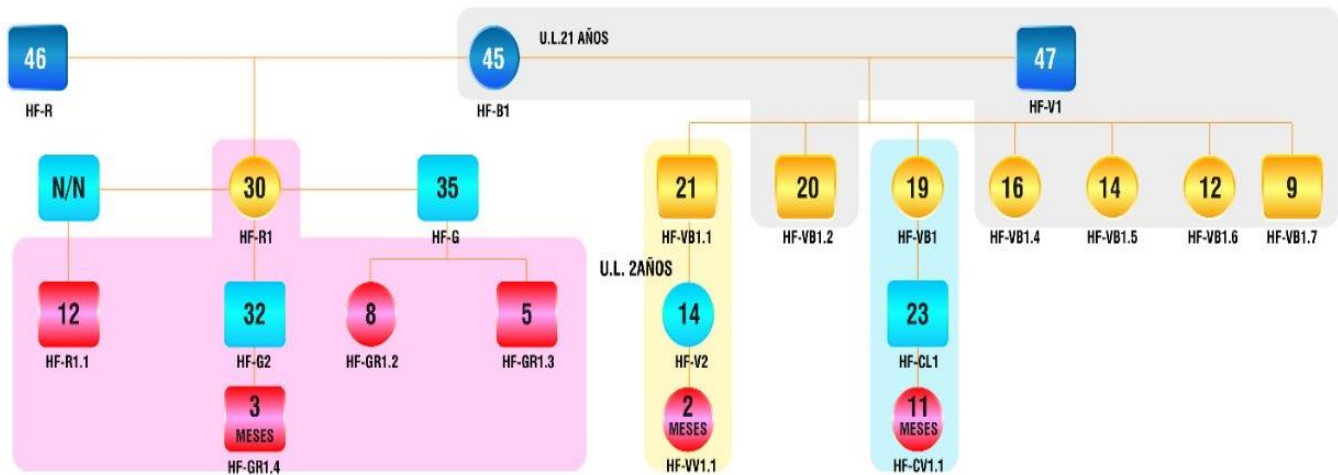 U.L.21 AÑOS
46
45
47
HF-R
HF-B1
HF-V1
N/N
30
35
21
20
19
16
14
12
9
HF-R1
HF-G
HF-VB1.1
HF-VB1.2
HF-VB1
HF-VB1.4
HF-VB1.5
HF-VB1.6
HF-VB1.7
U.L. 2AÑOS
12
32
8
5
14
23
HF-R1.1
HF-G2
HF-GR1.2
HF-GR1.3
HF-V2
HF-CL1
3
MESES
2
MESES
11
MESES
HF-GR1.4
HF-VV1.1
HF-CV1.1